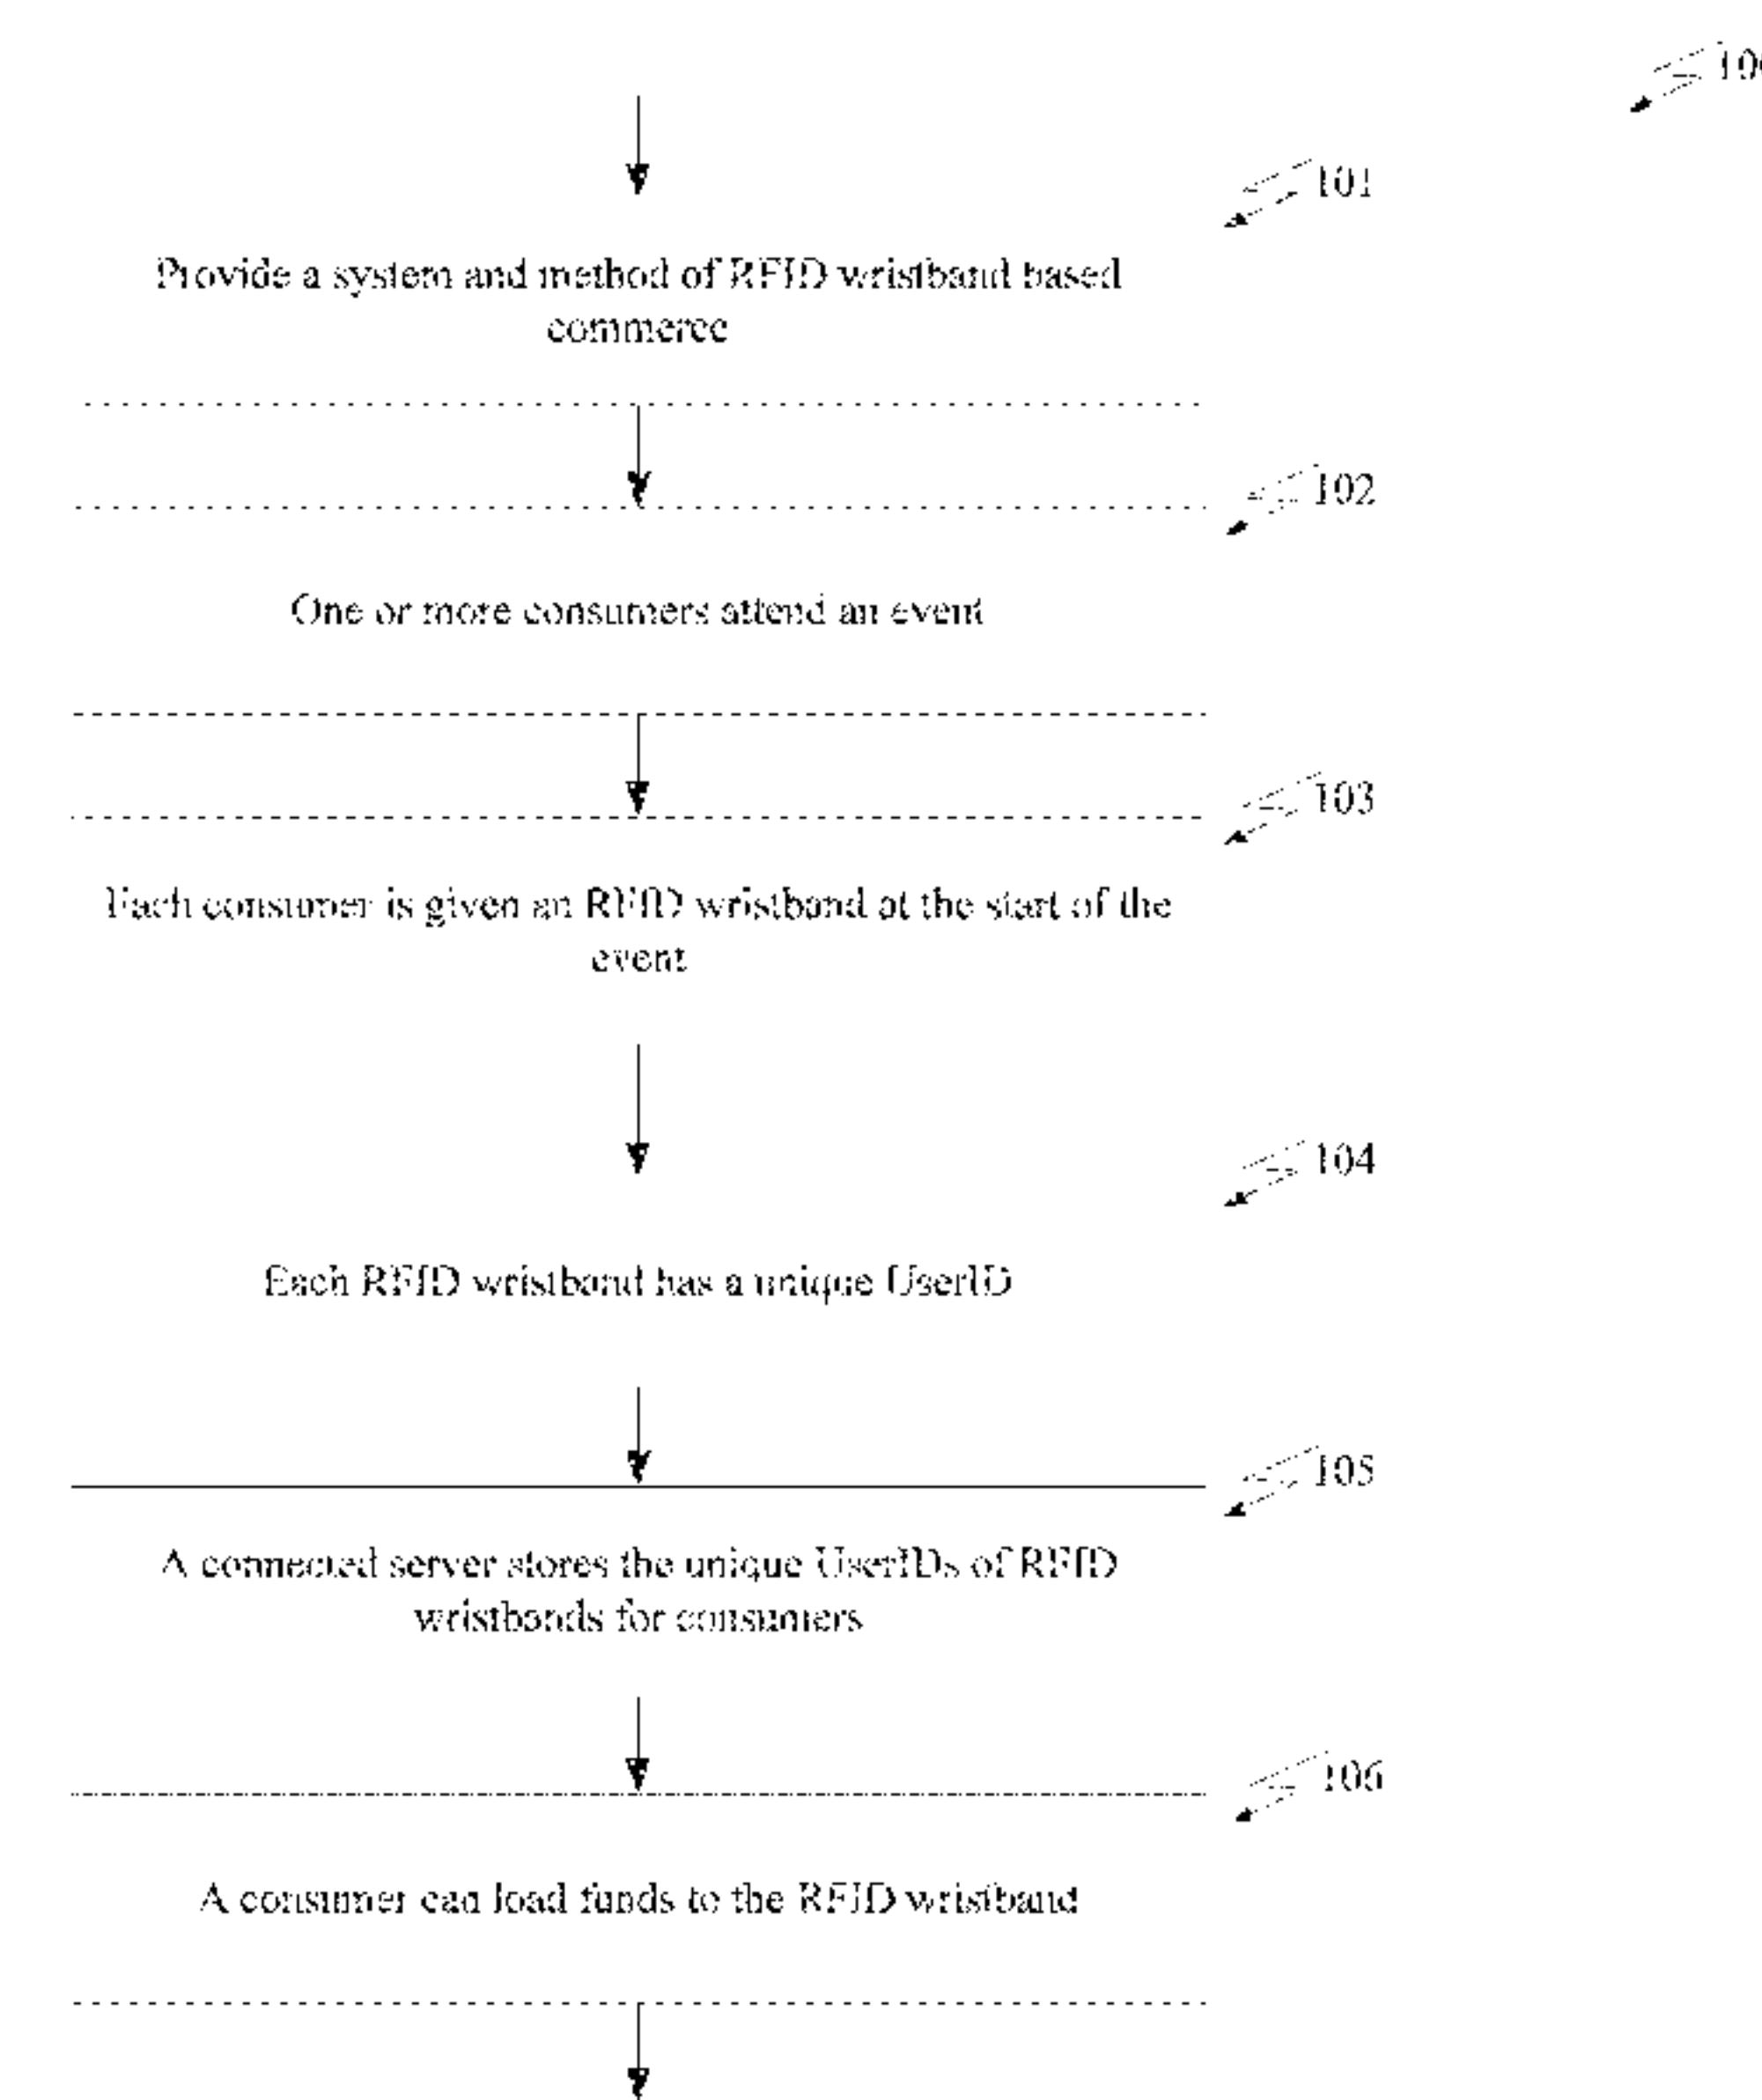 101
Provide a system and method of RFID wristband based
commerce
102
One or more consumers attend an event
103
Each consumer is given an RFID wristband at the start of the
event
104
Each RFID wristband has a unique UserID
105
A connected server stores the unique UserIDs of RFID
wristbands for consumers
106
A consumer can load funds to the RFID wristband